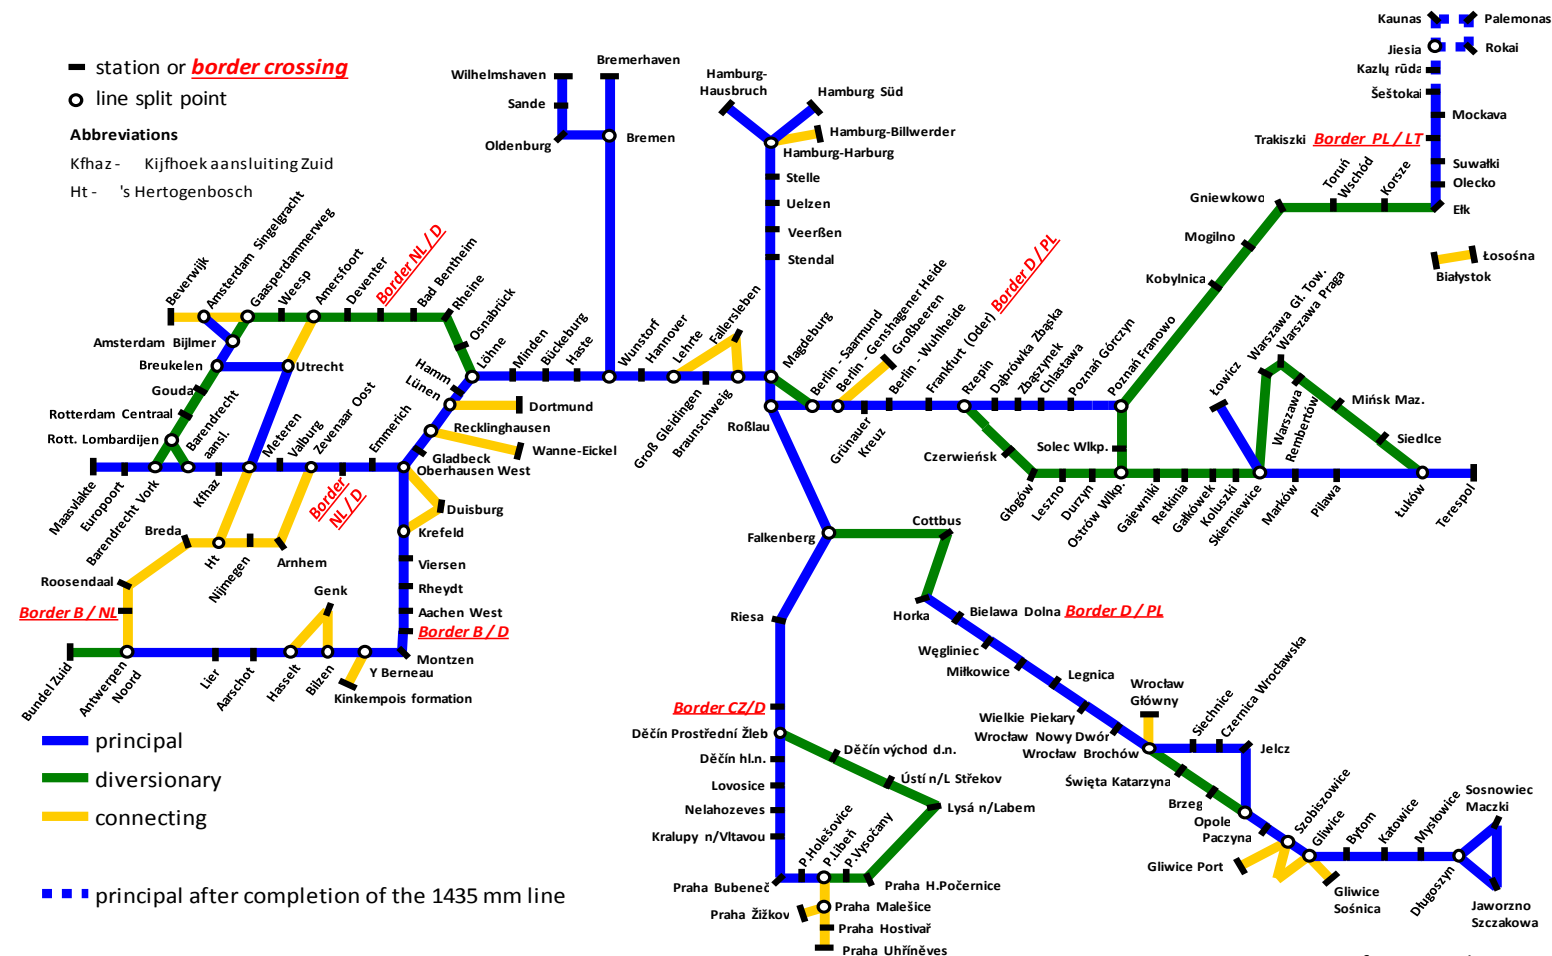 station or border crossing
line split point
Abbreviations
Kfhaz - Kijfhoek aansluiting Zuid
Ht - 's Hertogenbosch
Wilhelmshaven
Sande
Oldenburg
Bremerhaven
Bremen
Hamburg-
Hausbruch
Hamburg Süd
Hamburg-Billwerder
Hamburg-Harburg
Stelle
Uelzen
Veerßen
Stendal
Kaunas
Palemonas
Jiesia
Rokai
Kazlų rūda
Šeštokai
Mockava
Trakiszki Border PL / LT
Suwałki
Olecko
Ełk
Korsze
Toruń
Wschód
Gniewkowo
Mogilno
Kobylnica
Łosośna
Białystok
Beverwijk
Amsterdam Singelgracht
Gaasperdammerweg
Weesp
Amersfoort
Deventer
Border NL / D
Bad Bentheim
Rheine
Osnabrück
Löhne
Amsterdam Bijlmer
Breukelen
Utrecht
Gouda
Rotterdam Centraal
Rott. Lombardijen
Barendrecht
aansl.
Meteren
Valburg
Zevenaar Oost
Emmerich
Hamm
Lünen
Dortmund
Recklinghausen
Wanne-Eickel
Gladbeck
Oberhausen West
Maasvlakte
Europoort
Barendrecht Vork
Kfhaz
Border
NL / D
Duisburg
Krefeld
Viersen
Rheydt
Aachen West
Border B / D
Montzen
Breda
Ht
Nijmegen
Arnhem
Roosendaal
Border B / NL
Bundel Zuid
Antwerpen
Noord
Lier
Aarschot
Hasselt
Genk
Bilzen
Y Berneau
Kinkempois formation
Minden
Bückeburg
Haste
Wunstorf
Hannover
Lehrte
Fallersleben
Groß Gleidingen
Braunschweig
Magdeburg
Roßlau
Berlin - Saarmund
Berlin - Genshagener Heide
Großbeeren
Grünauer
Kreuz
Berlin - Wuhlheide
Frankfurt (Oder)
Border D / PL
Rzepin
Dąbrówka Zbąska
Zbąszynek
Chlastawa
Poznań Górczyn
Poznań Franowo
Solec Wlkp.
Czerwieńsk
Głogów
Leszno
Durzyn
Ostrów Wlkp.
Gajewniki
Retkinia
Gałkówek
Koluszki
Skierniewice
Łowicz
Warszawa Gł. Tow.
Warszawa Praga
Warszawa
Rembertów
Mińsk Maz.
Siedlce
Marków
Pilawa
Łuków
Terespol
Falkenberg
Cottbus
Horka
Bielawa Dolna Border D / PL
Węgliniec
Miłkowice
Legnica
Wielkie Piekary
Wrocław Nowy Dwór
Wrocław Brochów
Wrocław
Główny
Siechnice
Czernica Wrocławska
Jelcz
Święta Katarzyna
Brzeg
Opole
Paczyna
Szobiszowice
Gliwice
Gliwice Port
Gliwice
Sośnica
Bytom
Katowice
Mysłowice
Długoszyn
Sosnowiec
Maczki
Jaworzno
Szczakowa
Riesa
Border CZ/D
Děčín Prostřední Žleb
Děčín hl.n.
Lovosice
Nelahozeves
Kralupy n/Vltavou
Praha Bubeneč
Děčín východ d.n.
Ústí n/L Střekov
Lysá n/Labem
P.Holešovice
P.Libeň
P.Vysočany
Praha H.Počernice
Praha Malešice
Praha Žižkov
Praha Hostivař
Praha Uhříněves
principal
diversionary
connecting
principal after completion of the 1435 mm line